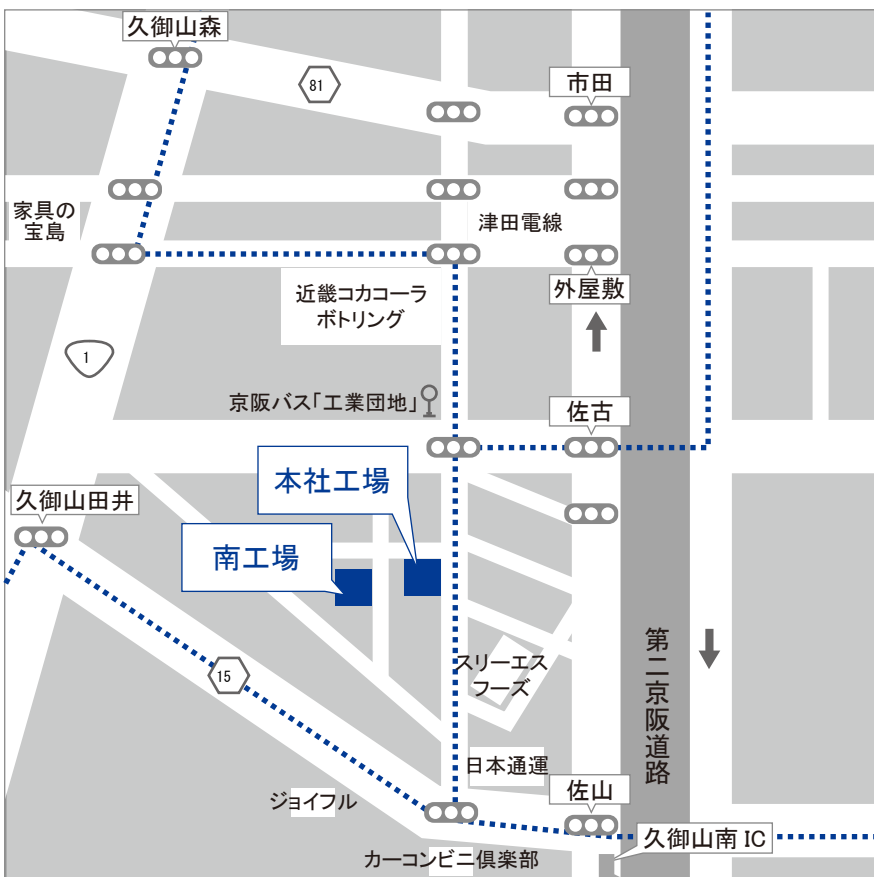 久御山森
81
市田
家具の
宝島
津田電線
外屋敷
近畿コカコーラ
ボトリング
1
京阪バス「工業団地」
佐古
本社工場
久御山田井
南工場
スリーエス
フーズ
第二京阪道路
15
日本通運
ジョイフル
佐山
久御山南 IC
カーコンビニ倶楽部